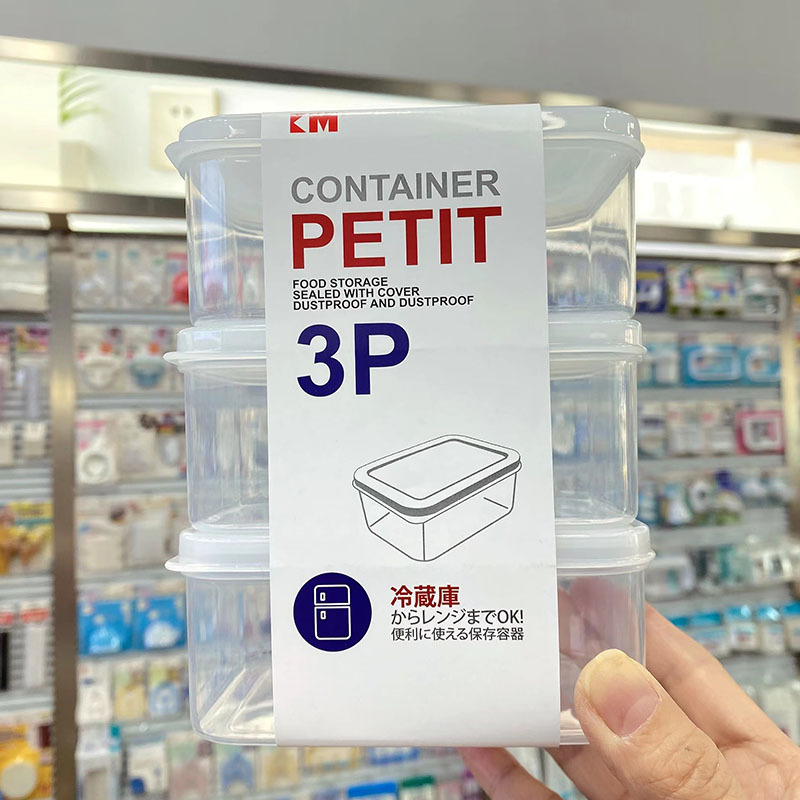 KM
CONTAINER
PETIT
FOOD STORAGE
SEALED WITH COVER
DUSTPROOF AND DUSTPROOF
3P
冷蔵庫
からレンジまでOK!
便利に使える保存容器